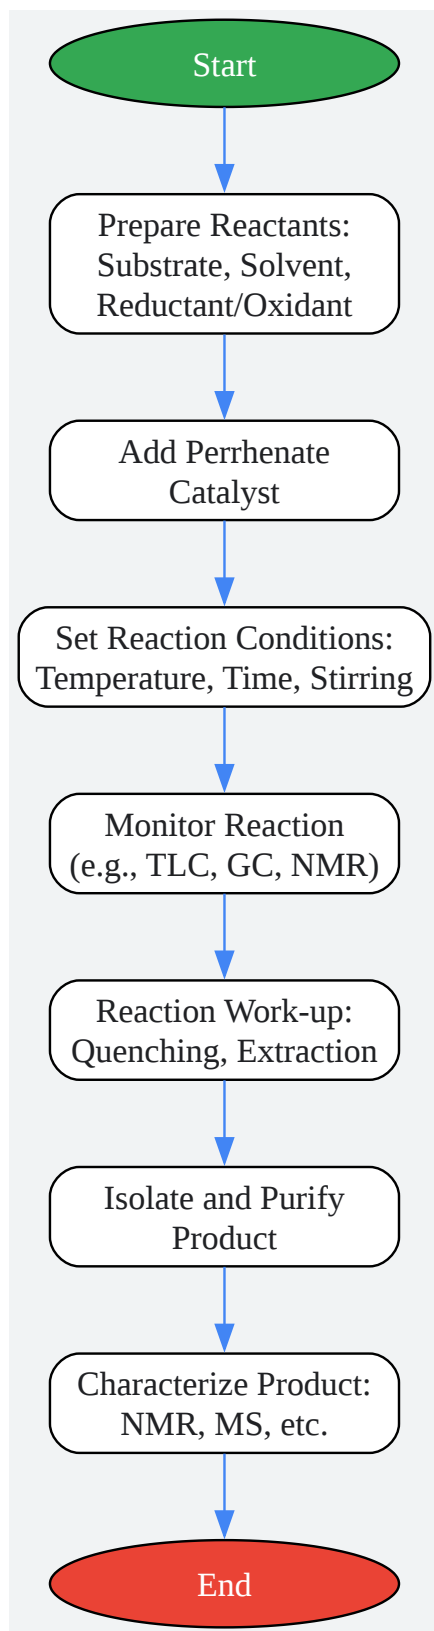 Start
Prepare Reactants:
Substrate, Solvent,
Reductant/Oxidant
Add Perrhenate
Catalyst
Set Reaction Conditions:
Temperature, Time, Stirring
Monitor Reaction
(e.g., TLC, GC, NMR)
Reaction Work-up:
Quenching, Extraction
Isolate and Purify
Product
Characterize Product:
NMR, MS, etc.
End